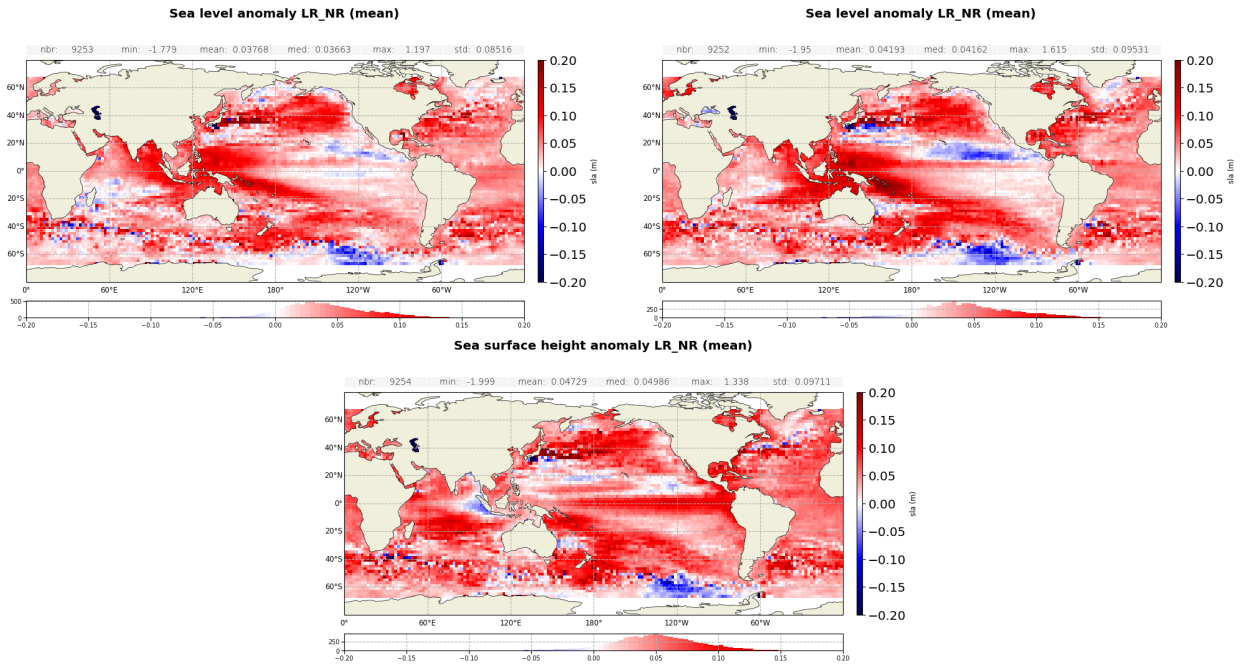 Sea level anomaly LR_NR (mean)
nbr: 9253 min: -1.779 mean: 0.03768 med: 0.03663 max: 1.197 std: 0.08516
60°N
40°N
20°N
0°
20°S
40°S
60°S
0° 60°E 120°E 180° 120°W 60°W
0.20
0.15
0.10
0.05
0.00
−0.05
−0.10
−0.15
−0.20
sla (m)
500
0
−0.20 −0.15 −0.10 −0.05 0.00 0.05 0.10 0.15 0.20
Sea level anomaly LR_NR (mean)
nbr: 9252 min: -1.95 mean: 0.04193 med: 0.04162 max: 1.615 std: 0.09531
60°N
40°N
20°N
0°
20°S
40°S
60°S
0° 60°E 120°E 180° 120°W 60°W
0.20
0.15
0.10
0.05
0.00
−0.05
−0.10
−0.15
−0.20
sla (m)
250
0
−0.20 −0.15 −0.10 −0.05 0.00 0.05 0.10 0.15 0.20
Sea surface height anomaly LR_NR (mean)
nbr: 9254 min: -1.999 mean: 0.04729 med: 0.04986 max: 1.338 std: 0.09711
60°N
40°N
20°N
0°
20°S
40°S
60°S
0° 60°E 120°E 180° 120°W 60°W
0.20
0.15
0.10
0.05
0.00
−0.05
−0.10
−0.15
−0.20
sla (m)
250
0
−0.20 −0.15 −0.10 −0.05 0.00 0.05 0.10 0.15 0.20